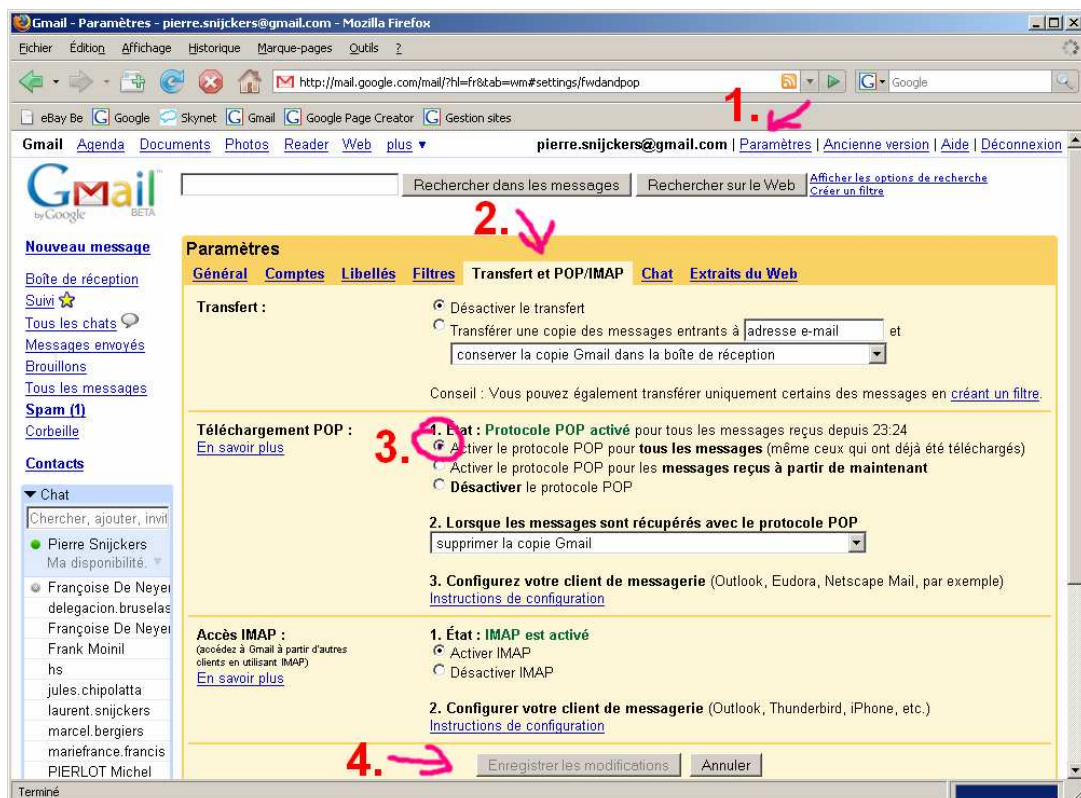 Gmail - Paramètres - pierre.snijckers@gmail.com - Mozilla Firefox
Fichier Édition Affichage Historique Marque-pages Outils ?
http://mail.google.com/mail/?hl=fr&tab=wm#settings/fwdandpop
G Google
eBay Be Google Skynet Gmail Google Page Creator Gestion sites
1.
Gmail Agenda Documents Photos Reader Web plus ▼ pierre.snijckers@gmail.com | Paramètres | Ancienne version | Aide | Déconnexion
Gmail by Google BETA
Rechercher dans les messages Rechercher sur le Web
Afficher les options de recherche
Créer un filtre
2.
Nouveau message
Boîte de réception
Suivi
Tous les chats
Messages envoyés
Brouillons
Tous les messages
Spam (1)
Corbeille
Contacts
▼ Chat
Chercher, ajouter, invit
Pierre Snijckers
Ma disponibilité. ▼
Françoise De Neyer
delegacion.bruselas
Françoise De Neyer
Frank Moinil
hs
jules.chipolatta
laurent.snijckers
marcel.bergiers
mariefrance.francis
PIERLOT Michel
Paramètres
Général Comptes Libellés Filtres Transfert et POP/IMAP Chat Extraits du Web
Transfert :
Désactiver le transfert
Transférer une copie des messages entrants à adresse e-mail et
conserver la copie Gmail dans la boîte de réception
Conseil : Vous pouvez également transférer uniquement certains des messages en créant un filtre.
Téléchargement POP :
En savoir plus
3.
1. État : Protocole POP activé pour tous les messages reçus depuis 23:24
Activer le protocole POP pour tous les messages (même ceux qui ont déjà été téléchargés)
Activer le protocole POP pour les messages reçus à partir de maintenant
Désactiver le protocole POP
2. Lorsque les messages sont récupérés avec le protocole POP
supprimer la copie Gmail
3. Configurez votre client de messagerie (Outlook, Eudora, Netscape Mail, par exemple)
Instructions de configuration
Accès IMAP :
(accédez à Gmail à partir d'autres
clients en utilisant IMAP)
En savoir plus
1. État : IMAP est activé
Activer IMAP
Désactiver IMAP
2. Configurer votre client de messagerie (Outlook, Thunderbird, iPhone, etc.)
Instructions de configuration
4.
Enregistrer les modifications Annuler
Terminé